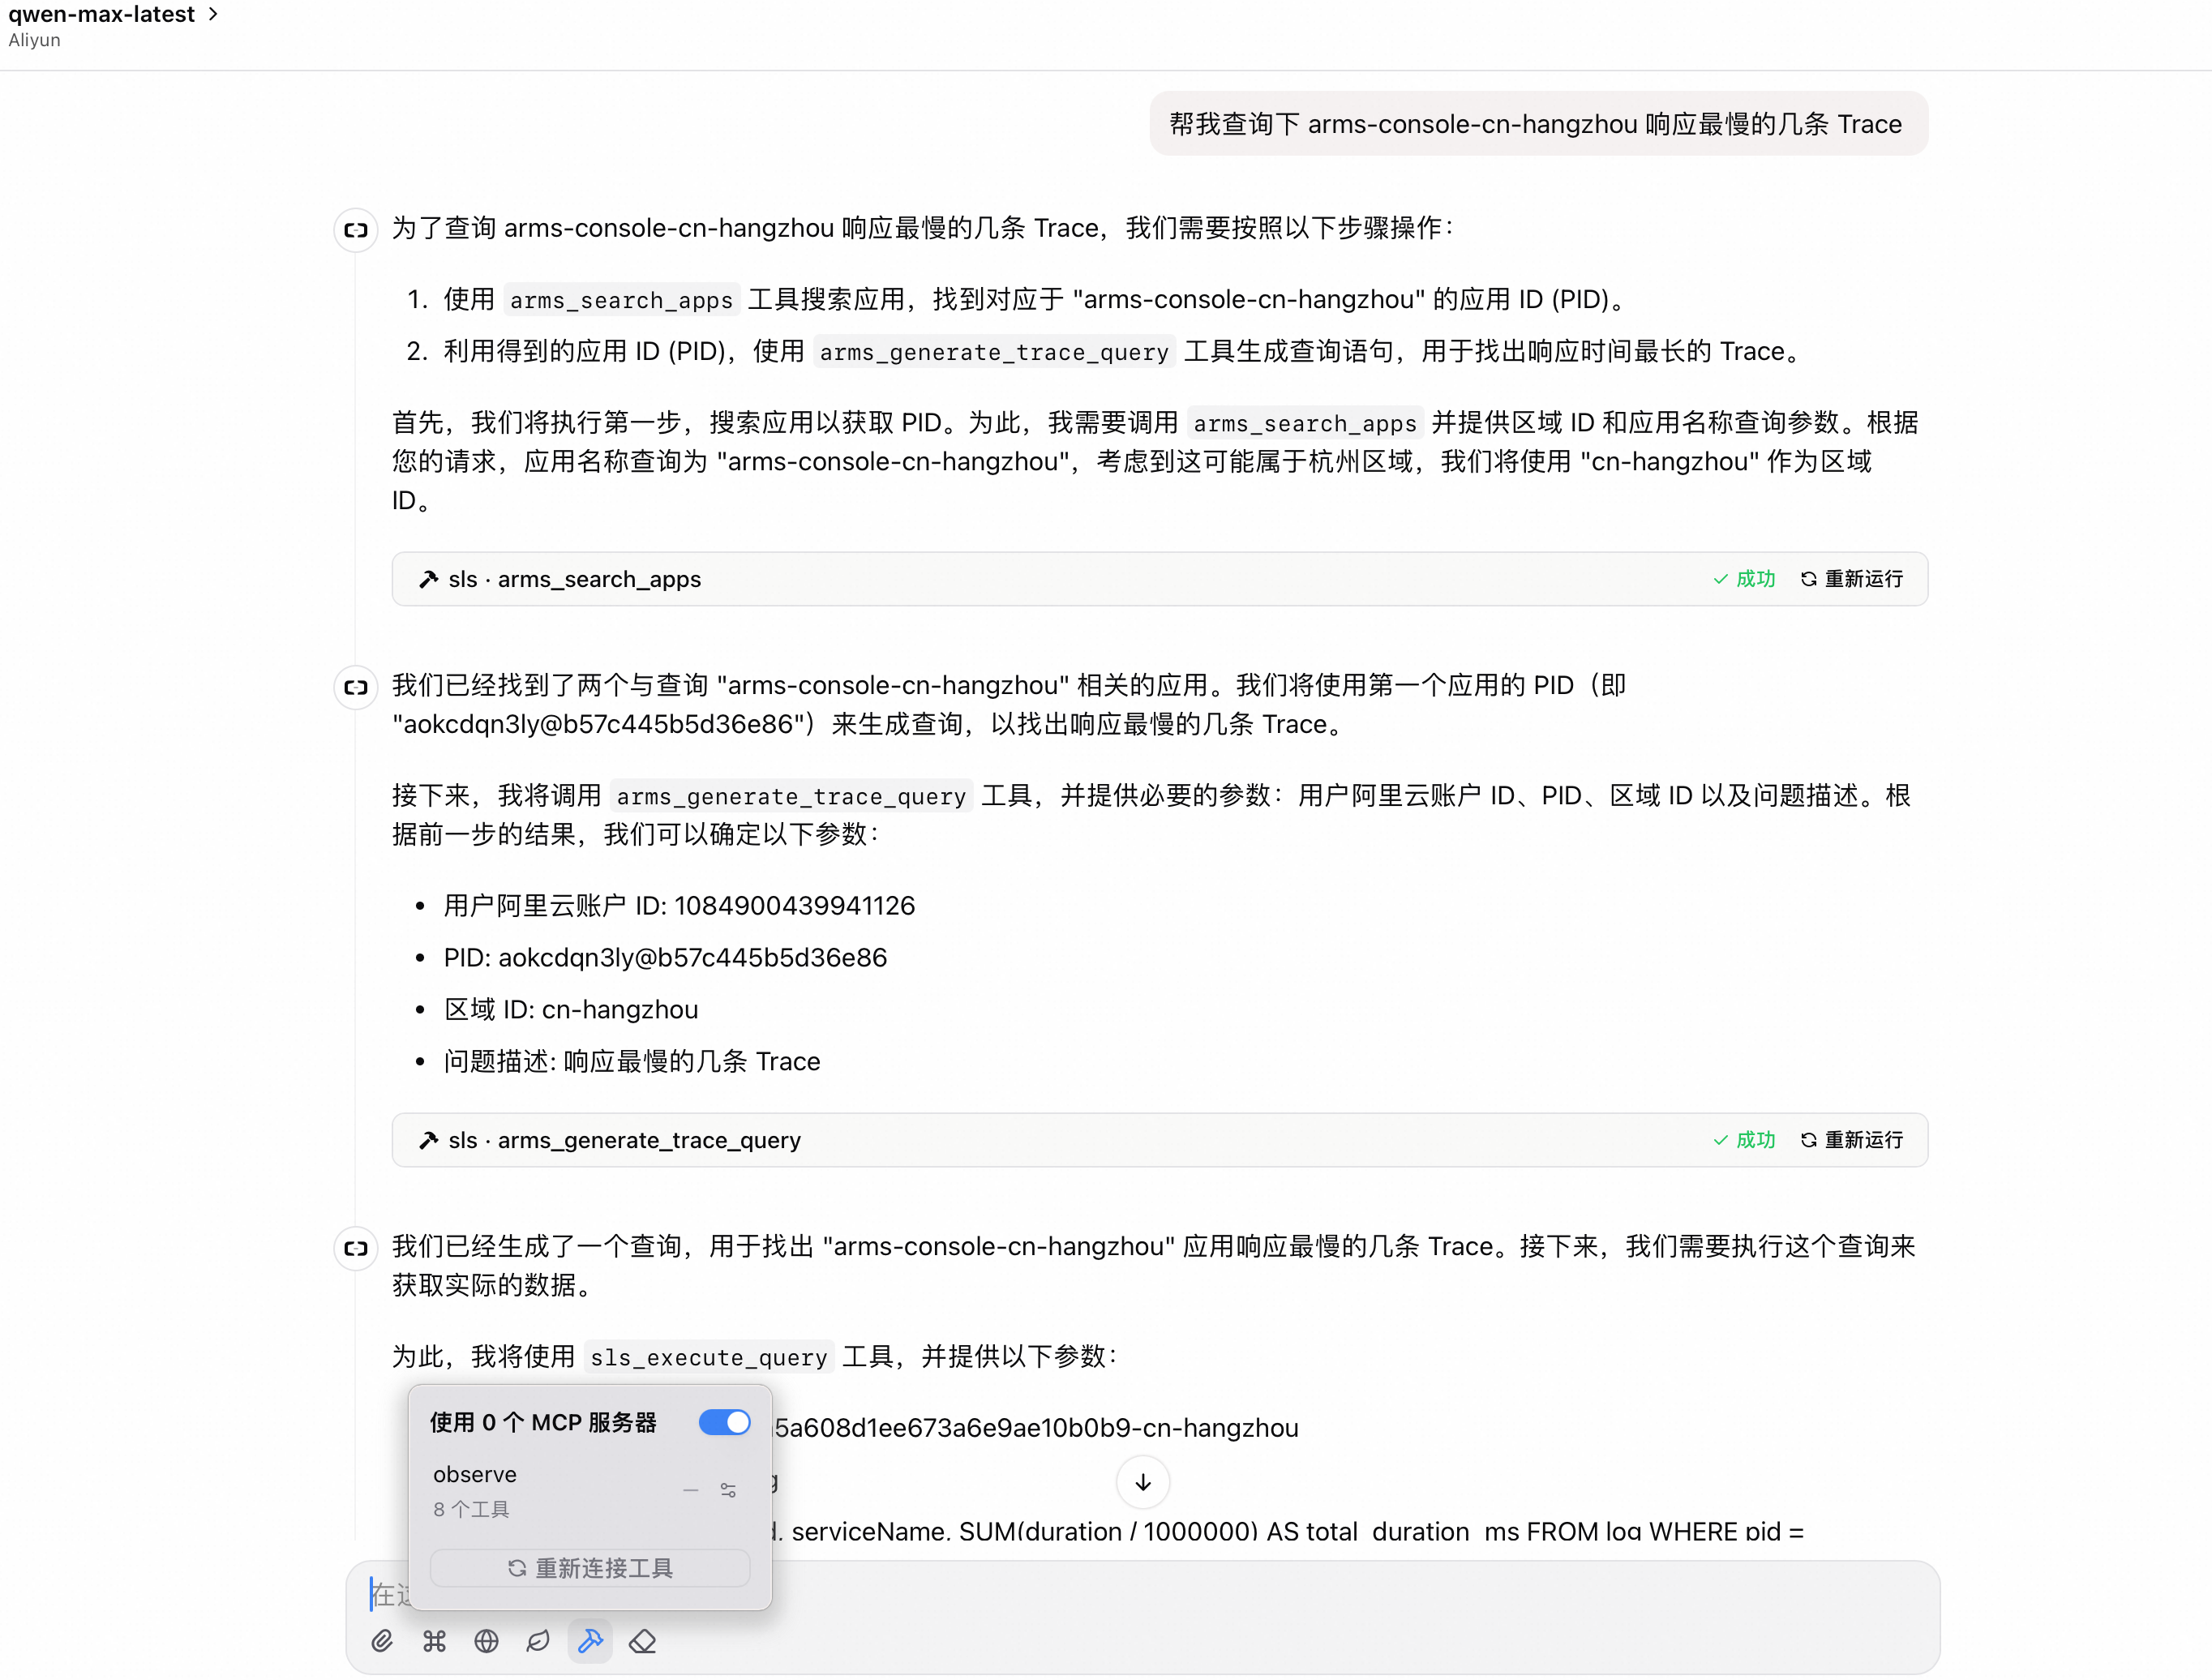 qwen-max-latest
Aliyun
帮我查询下 arms-console-cn-hangzhou 响应最慢的几条 Trace
为了查询 arms-console-cn-hangzhou 响应最慢的几条 Trace，我们需要按照以下步骤操作：
1. 使用 arms_search_apps 工具搜索应用，找到对应于 "arms-console-cn-hangzhou" 的应用 ID (PID)。
2. 利用得到的应用 ID (PID)，使用 arms_generate_trace_query 工具生成查询语句，用于找出响应时间最长的 Trace。
首先，我们将执行第一步，搜索应用以获取 PID。为此，我需要调用 arms_search_apps 并提供区域 ID 和应用名称查询参数。根据
您的请求，应用名称查询为 "arms-console-cn-hangzhou"，考虑到这可能属于杭州区域，我们将使用 "cn-hangzhou" 作为区域
ID。
sls · arms_search_apps 成功 重新运行
我们已经找到了两个与查询 "arms-console-cn-hangzhou" 相关的应用。我们将使用第一个应用的 PID（即
"aokcdqn3ly@b57c445b5d36e86"）来生成查询，以找出响应最慢的几条 Trace。
接下来，我将调用 arms_generate_trace_query 工具，并提供必要的参数：用户阿里云账户 ID、PID、区域 ID 以及问题描述。根
据前一步的结果，我们可以确定以下参数：
• 用户阿里云账户 ID: 1084900439941126
• PID: aokcdqn3ly@b57c445b5d36e86
• 区域 ID: cn-hangzhou
• 问题描述: 响应最慢的几条 Trace
sls · arms_generate_trace_query 成功 重新运行
我们已经生成了一个查询，用于找出 "arms-console-cn-hangzhou" 应用响应最慢的几条 Trace。接下来，我们需要执行这个查询来
获取实际的数据。
为此，我将使用 sls_execute_query 工具，并提供以下参数：
5a608d1ee673a6e9ae10b0b9-cn-hangzhou
serviceName, SUM(duration / 1000000) AS total_duration_ms FROM log WHERE pid =
使用 0 个 MCP 服务器
observe
8 个工具
重新连接工具
在这